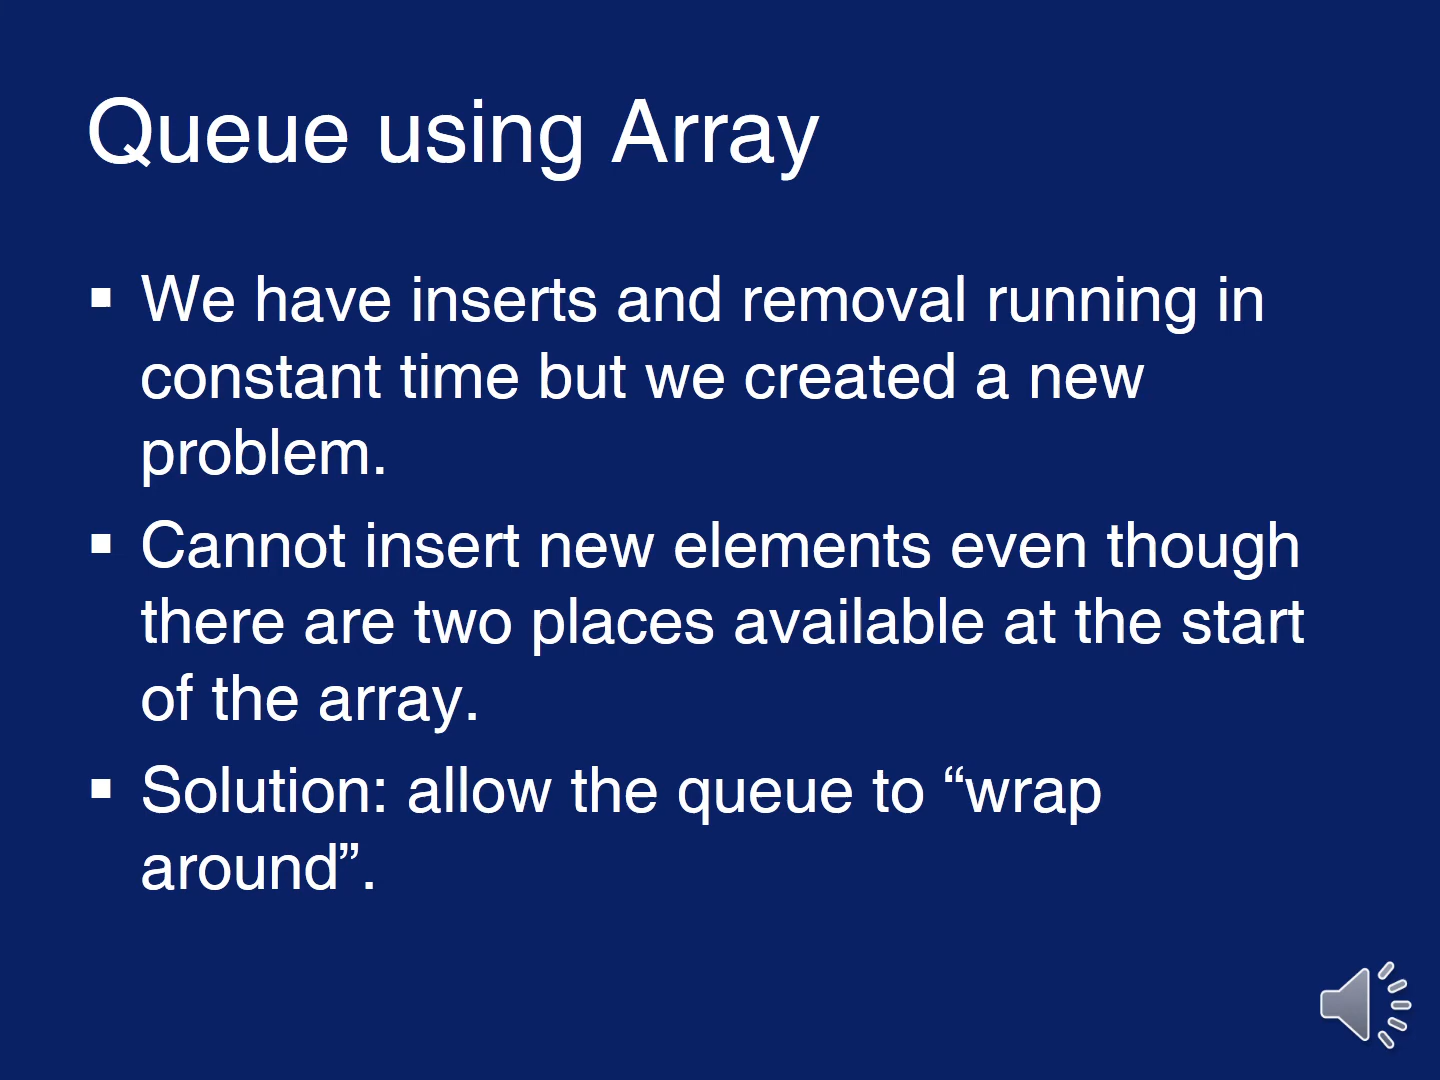 Queue using Array
▪ We have inserts and removal running in
constant time but we created a new
problem.
▪ Cannot insert new elements even though
there are two places available at the start
of the array.
▪ Solution: allow the queue to “wrap
around”.